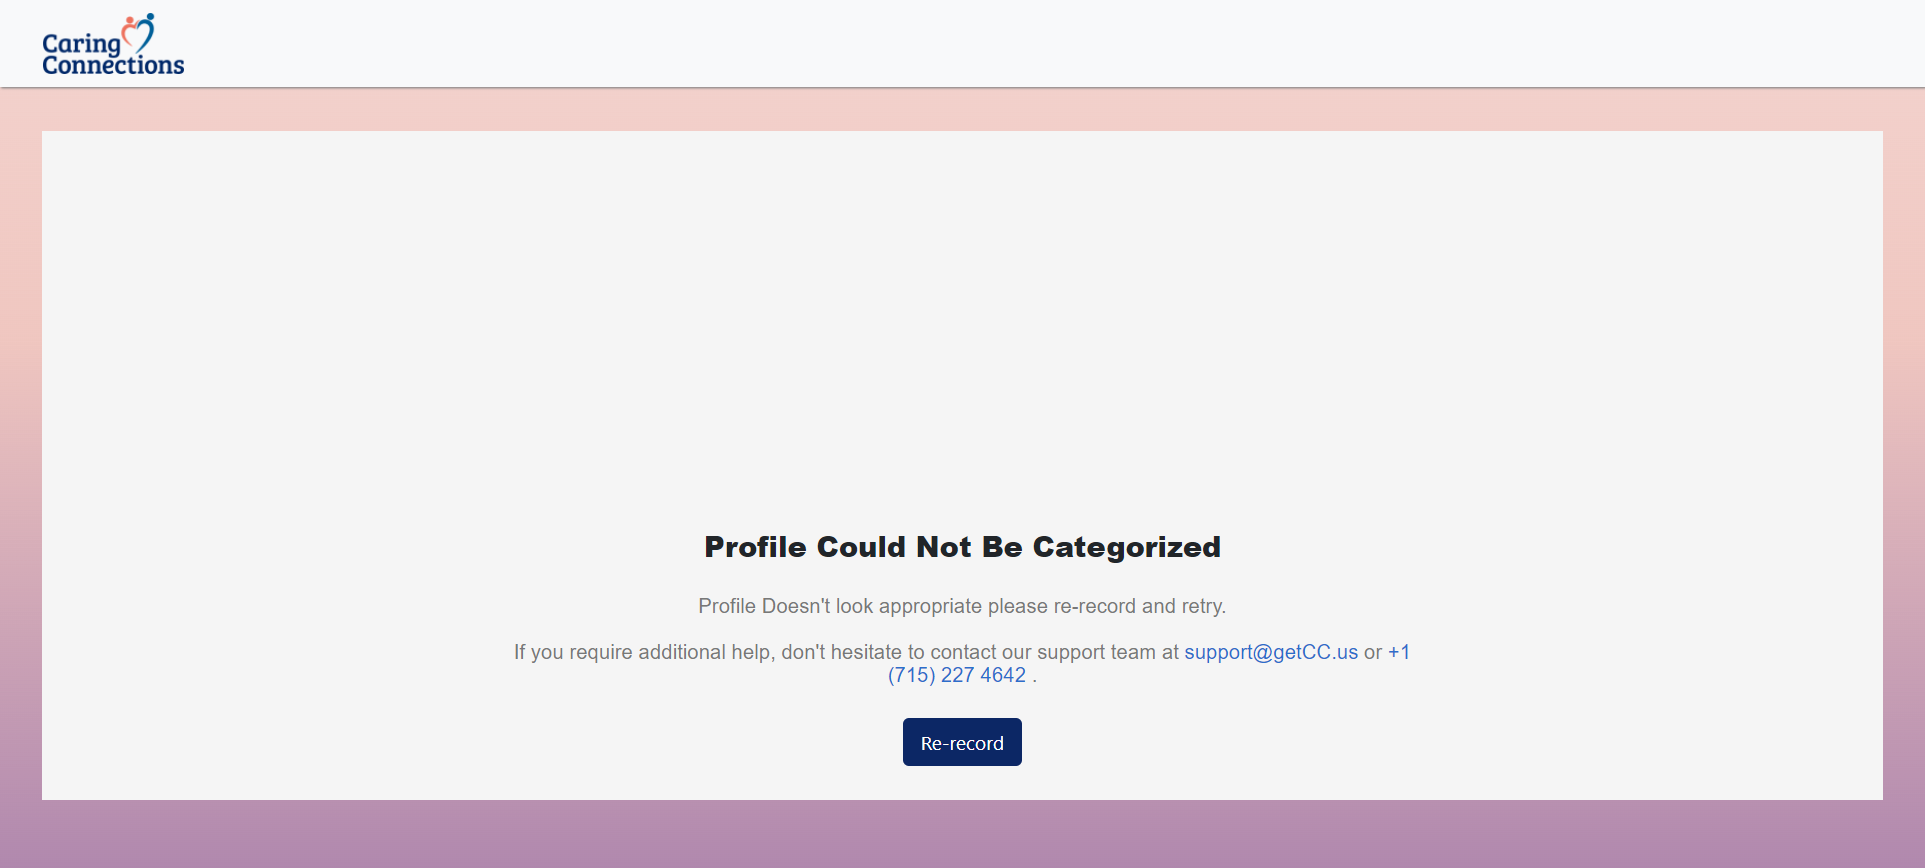 Caring
Connections
Profile Could Not Be Categorized
Profile Doesn't look appropriate please re-record and retry.
If you require additional help, don't hesitate to contact our support team at support@getCC.us or +1
(715) 227 4642 .
Re-record